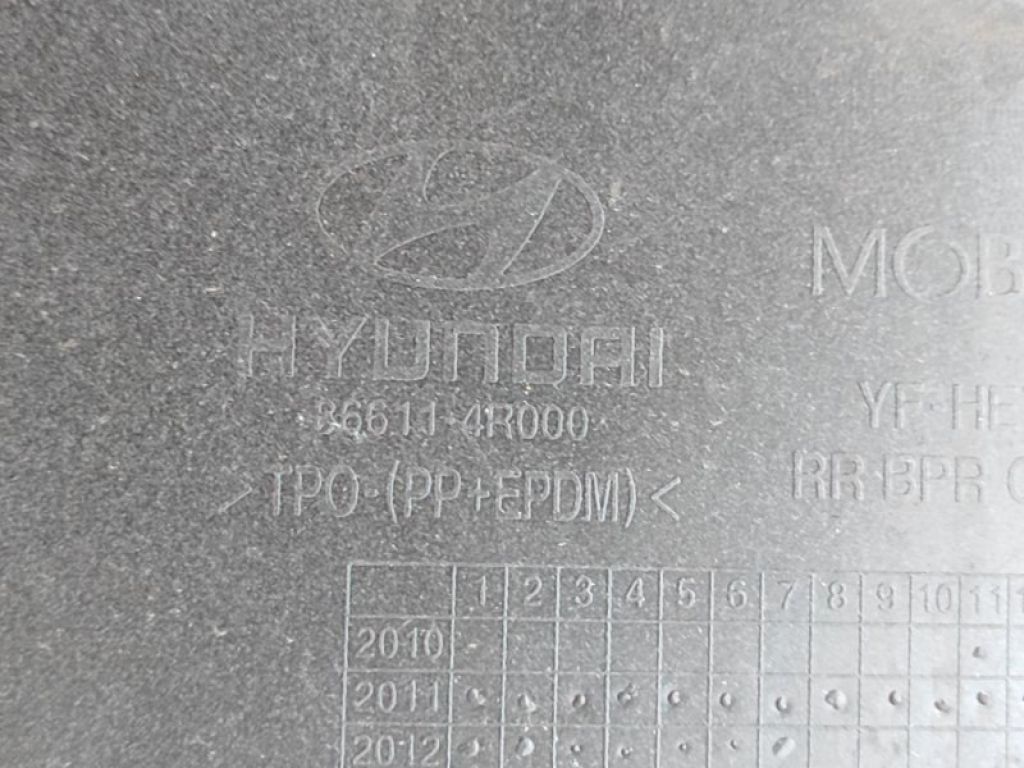 HYUNDAI
86611-4R000
>TPO-(PP+EPDM)<
MOB
YF-HE
RR BPR C
1 2 3 4 5 6 7 8 9 10 11
2010
2011
2012